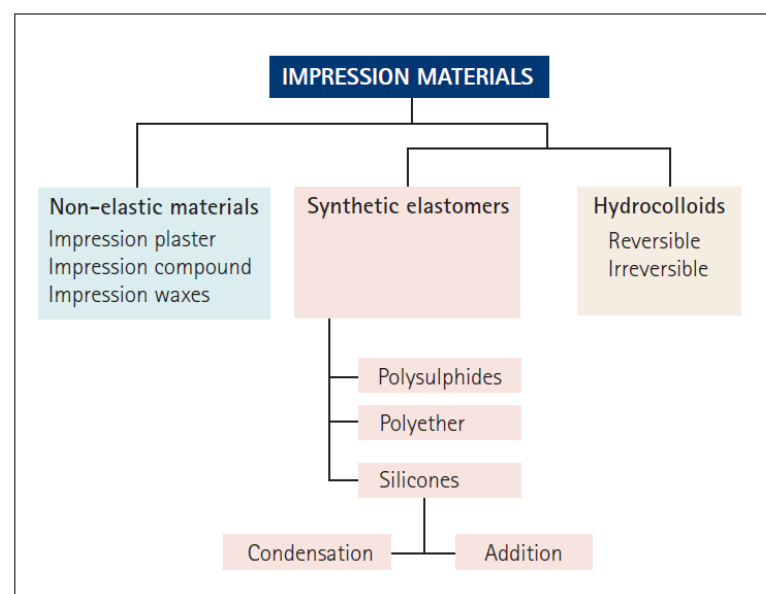 IMPRESSION MATERIALS
Non-elastic materials
Impression plaster
Impression compound
Impression waxes
Synthetic elastomers
Hydrocolloids
Reversible
Irreversible
Polysulphides
Polyether
Silicones
Condensation
Addition